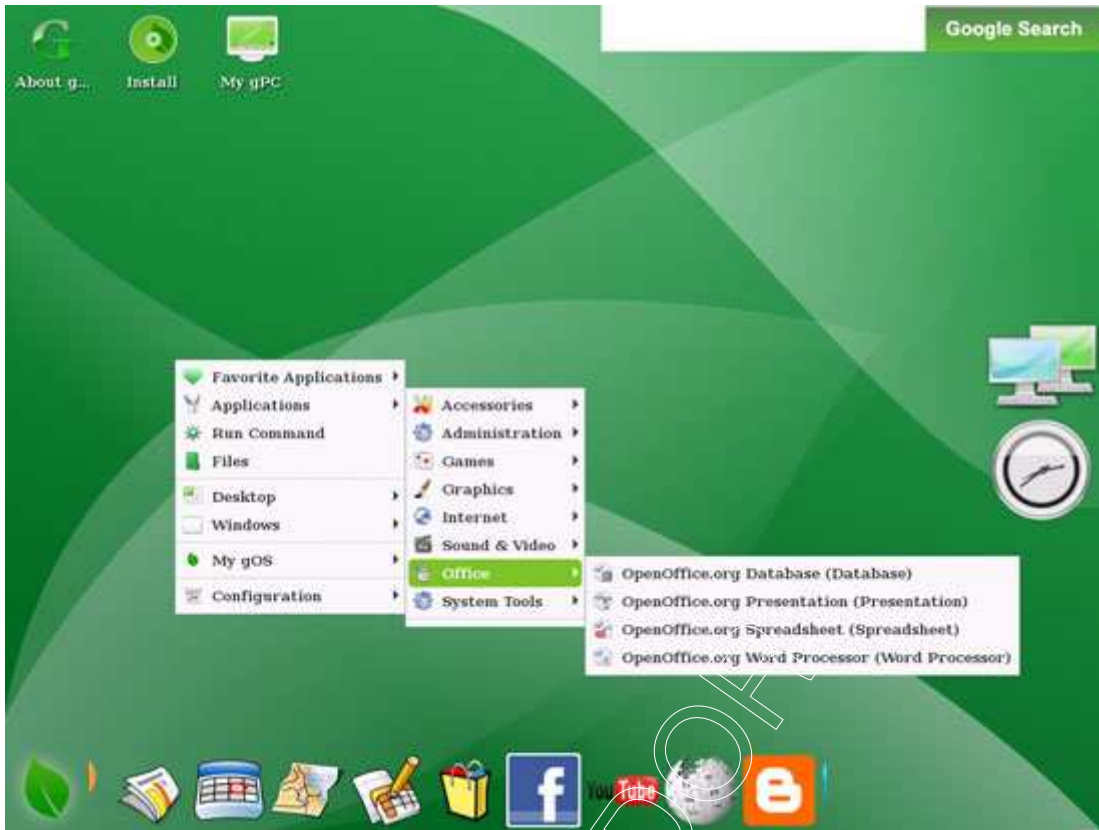 Google Search
About g...
Install
My gPC
Favorite Applications
Applications
Run Command
Files
Desktop
Windows
My gOS
Configuration
Accessories
Administration
Games
Graphics
Internet
Sound & Video
Office
System Tools
OpenOffice.org Database (Database)
OpenOffice.org Presentation (Presentation)
OpenOffice.org Spreadsheet (Spreadsheet)
OpenOffice.org Word Processor (Word Processor)
f
YouTube
B